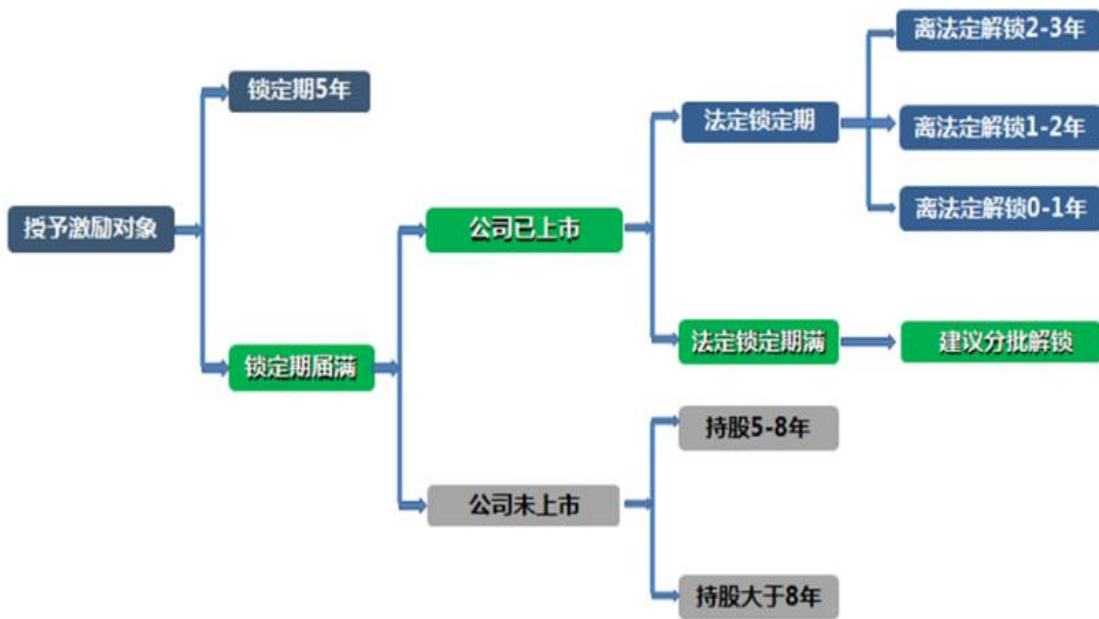 离法定解锁2-3年
锁定期5年
法定锁定期
离法定解锁1-2年
离法定解锁0-1年
授予激励对象
公司已上市
锁定期届满
法定锁定期满
建议分批解锁
持股5-8年
公司未上市
持股大于8年